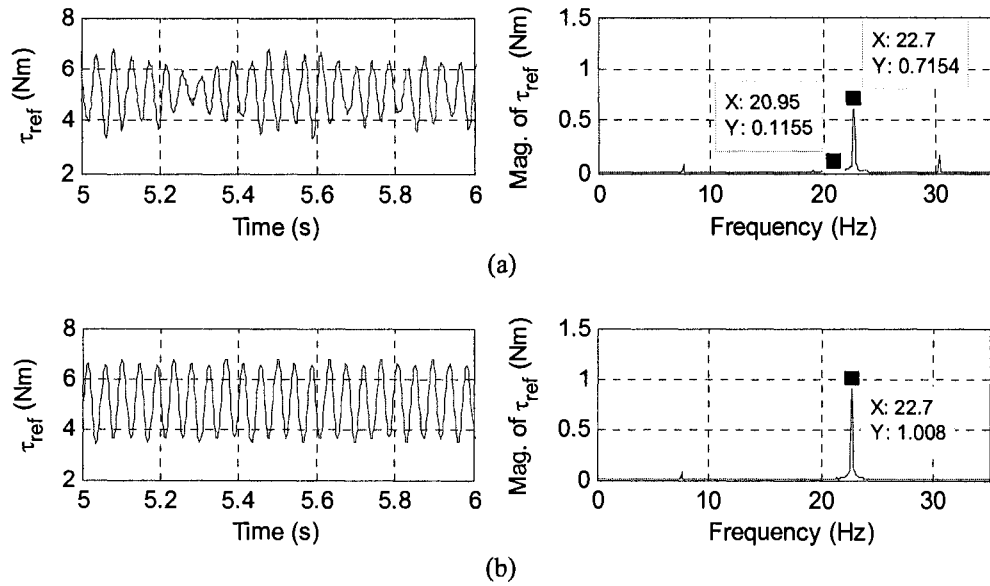 8
6
4
2
τref (Nm)
5 5.2 5.4 5.6 5.8 6
Time (s)
1.5
1
0.5
0
Mag. of τref (Nm)
X: 22.7
Y: 0.7154
X: 20.95
Y: 0.1155
0 10 20 30
Frequency (Hz)
(a)
8
6
4
2
τref (Nm)
5 5.2 5.4 5.6 5.8 6
Time (s)
1.5
1
0.5
0
Mag. of τref (Nm)
X: 22.7
Y: 1.008
0 10 20 30
Frequency (Hz)
(b)